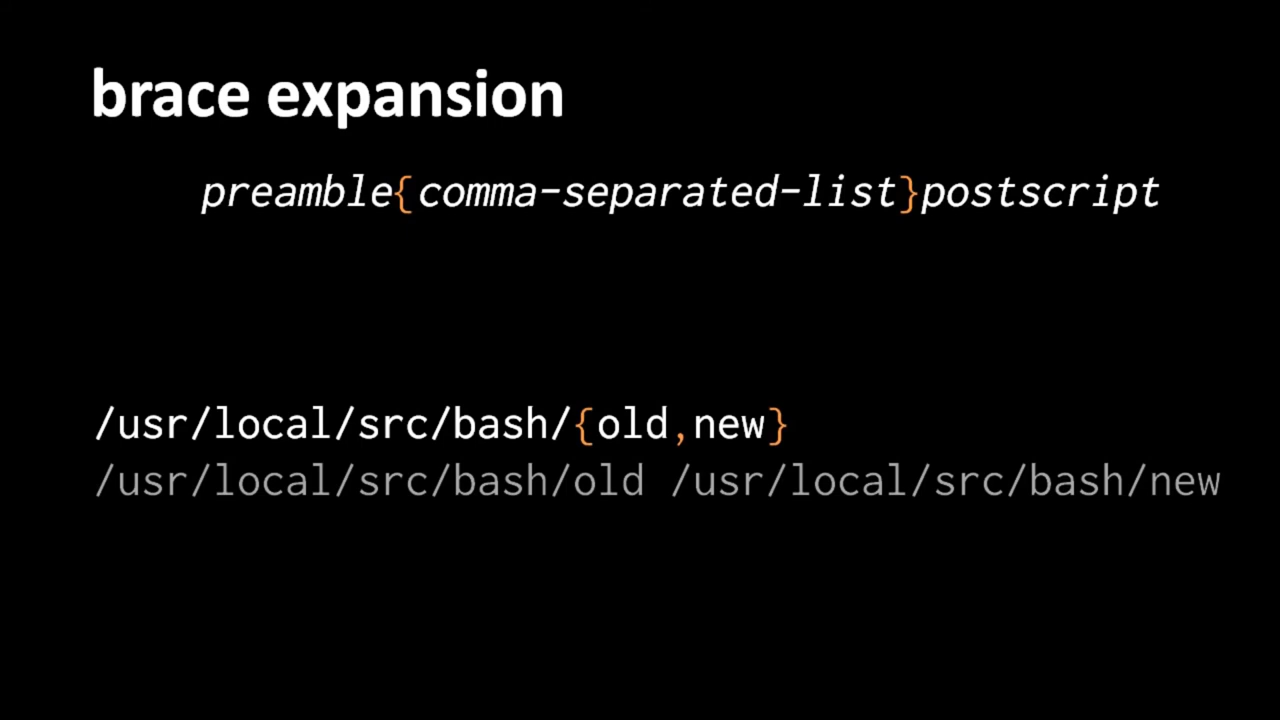 brace expansion
preamble{comma-separated-list}postscript
/usr/local/src/bash/{old,new}
/usr/local/src/bash/old /usr/local/src/bash/new